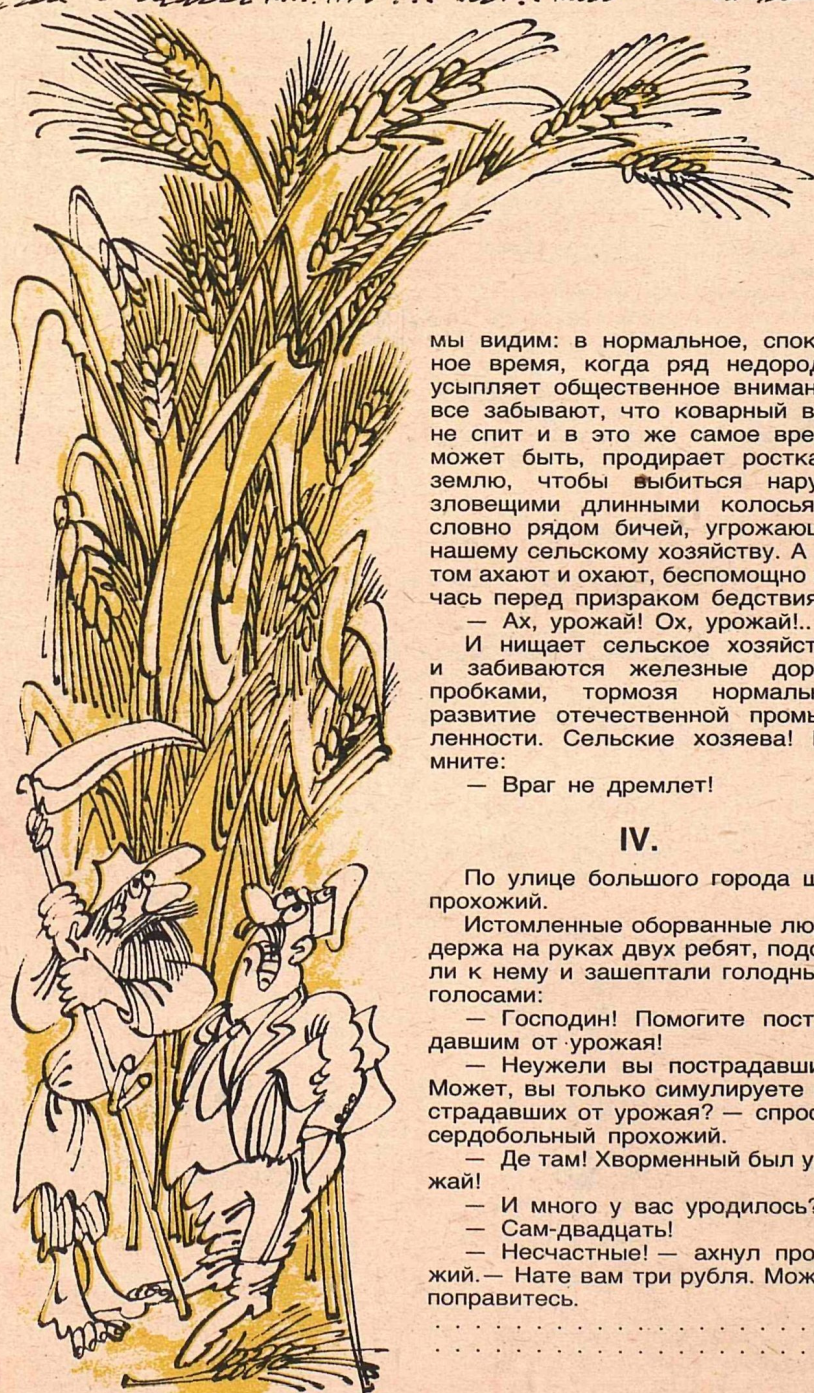 мы видим: в нормальное, спок
ное время, когда ряд недород
усыпляет общественное вниман
все забывают, что коварный в
не спит и в это же самое вре
может быть, продирает ростка
землю, чтобы выбиться нару
зловещими длинными колосья
словно рядом бичей, угрожающ
нашему сельскому хозяйству. А
том ахают и охают, беспомощно
чась перед призраком бедствия
— Ах, урожай! Ох, урожай!..
И нищает сельское хозяйст
и забиваются железные дор
пробками, тормозя нормальн
развитие отечественной промы
ленности. Сельские хозяева!
мните:
— Враг не дремлет!
IV.
По улице большого города ш
прохожий.
Истомленные оборванные лю
держа на руках двух ребят, подо
ли к нему и зашептали голодны
голосами:
— Господин! Помогите пост
давшим от урожая!
— Неужели вы пострадавши
Может, вы только симулируете
страдавших от урожая? — спрос
сердобольный прохожий.
— Де там! Хворменный был у
жай!
— И много у вас уродилось?
— Сам-двадцать!
— Несчастные! — ахнул про
жий.— Нате вам три рубля. Мож
поправитесь.